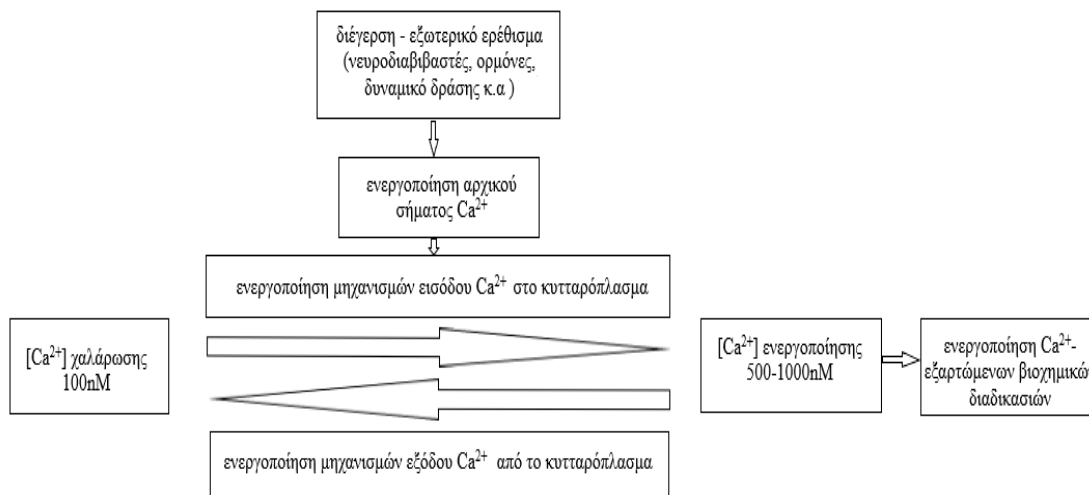 διέγερση - εξωτερικό ερέθισμα
(νευροδιαβιβαστές, ορμόνες,
δυναμικό δράσης κ.α )
ενεργοποίηση αρχικού
σήματος Ca²⁺
ενεργοποίηση μηχανισμών εισόδου Ca²⁺ στο κυτταρόπλασμα
[Ca²⁺] χαλάρωσης
100nM
[Ca²⁺] ενεργοποίησης
500-1000nM
ενεργοποίηση Ca²⁺-
εξαρτώμενων βιοχημικών
διαδικασιών
ενεργοποίηση μηχανισμών εξόδου Ca²⁺ από το κυτταρόπλασμα